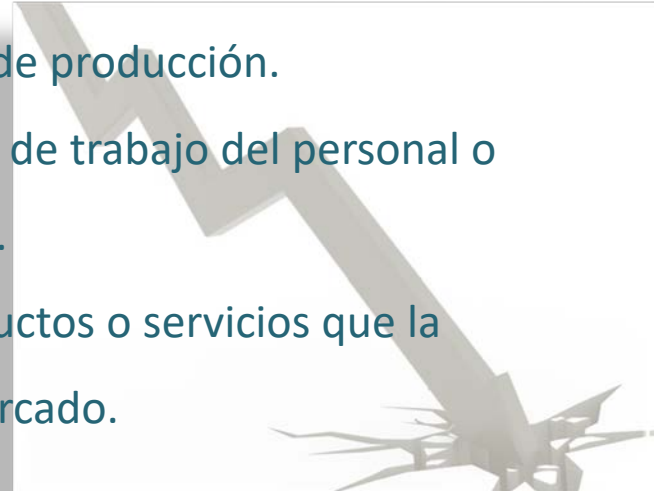 de producción.
de trabajo del personal o
.
uctos o servicios que la
rcado.